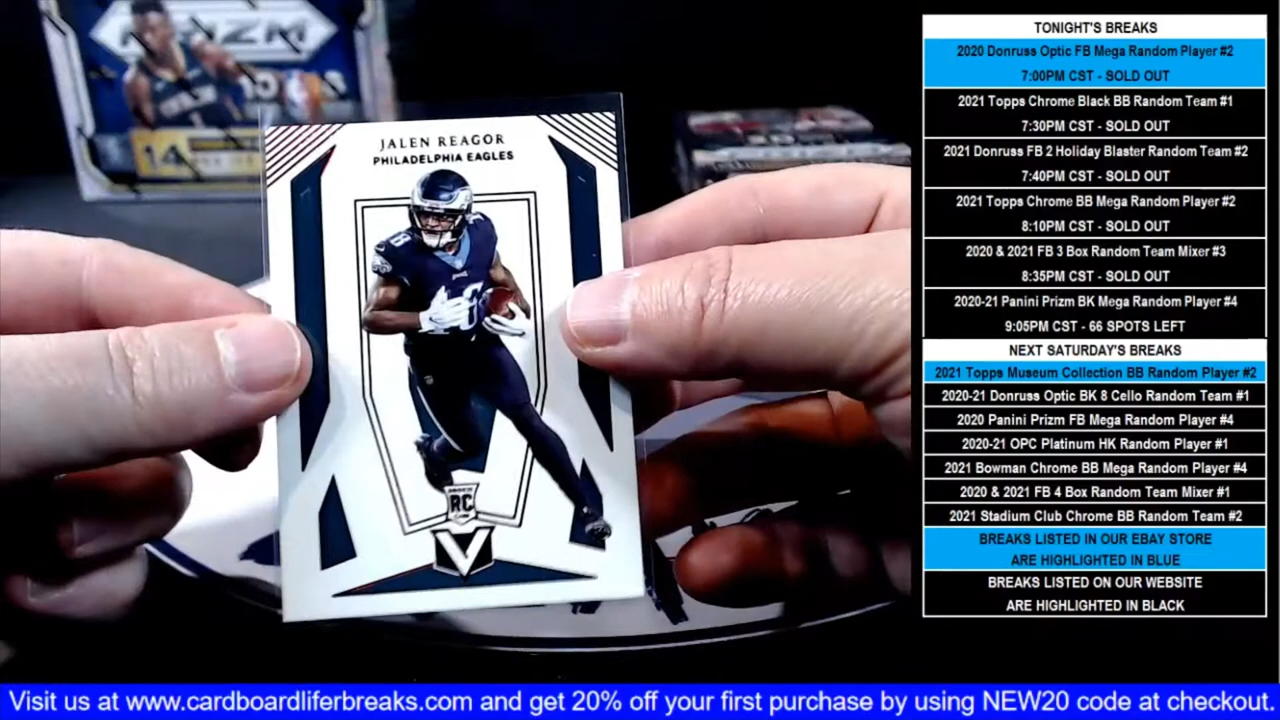 PRIZM
14
JALEN REAGOR
PHILADELPHIA EAGLES
18
RC
V
TONIGHT'S BREAKS
2020 Donruss Optic FB Mega Random Player #2
7:00PM CST - SOLD OUT
2021 Topps Chrome Black BB Random Team #1
7:30PM CST - SOLD OUT
2021 Donruss FB 2 Holiday Blaster Random Team #2
7:40PM CST - SOLD OUT
2021 Topps Chrome BB Mega Random Player #2
8:10PM CST - SOLD OUT
2020 & 2021 FB 3 Box Random Team Mixer #3
8:35PM CST - SOLD OUT
2020-21 Panini Prizm BK Mega Random Player #4
9:05PM CST - 66 SPOTS LEFT
NEXT SATURDAY'S BREAKS
2021 Topps Museum Collection BB Random Player #2
2020-21 Donruss Optic BK 8 Cello Random Team #1
2020 Panini Prizm FB Mega Random Player #4
2020-21 OPC Platinum HK Random Player #1
2021 Bowman Chrome BB Mega Random Player #4
2020 & 2021 FB 4 Box Random Team Mixer #1
2021 Stadium Club Chrome BB Random Team #2
BREAKS LISTED IN OUR EBAY STORE
ARE HIGHLIGHTED IN BLUE
BREAKS LISTED ON OUR WEBSITE
ARE HIGHLIGHTED IN BLACK
Visit us at www.cardboardliferbreaks.com and get 20% off your first purchase by using NEW20 code at checkout.